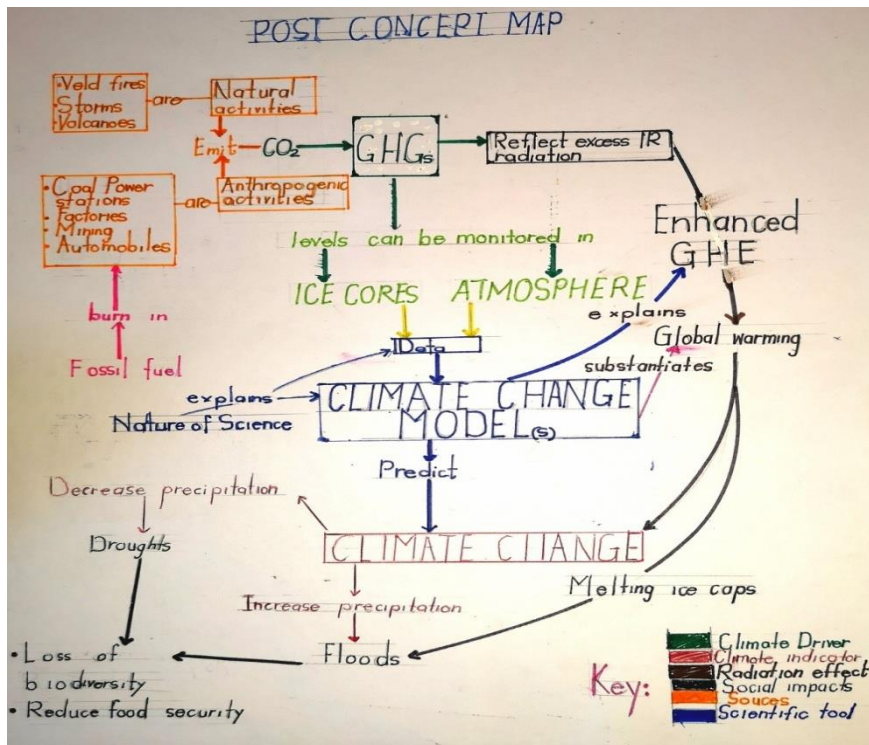 POST CONCEPT MAP
• Veld fires
• Storms
• Volcanoes
are
Natural
activities
Emit
CO₂
GHGs
Reflect excess IR
radiation
• Coal Power
stations
- Factories
- Mining
- Automobiles
are
Anthropogenic
activities
Enhanced
GHE
levels can be monitored in
ICE CORES
ATMOSPHERE
burn in
explains
Data
Global warming
Fossil fuel
substantiates
explains
CLIMATE CHANGE
MODEL(S)
Nature of Science
Predict
Decrease precipitation
Droughts
CLIMATE CHANGE
Melting ice caps
Increase precipitation
Floods
• Loss of
biodiversity
• Reduce food security
Key:
Climate Driver
Climate indicator
Radiation effect
Social impacts
Souces
Scientific tool